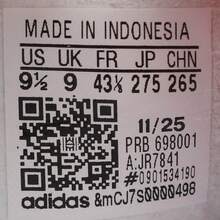 MADE IN INDONESIA
US UK FR JP CHN
9½ 9 43⅓ 275 265
11/25
PRB 698001
A:JR7841
#:0901534190
adidas &mCJ7S0000498